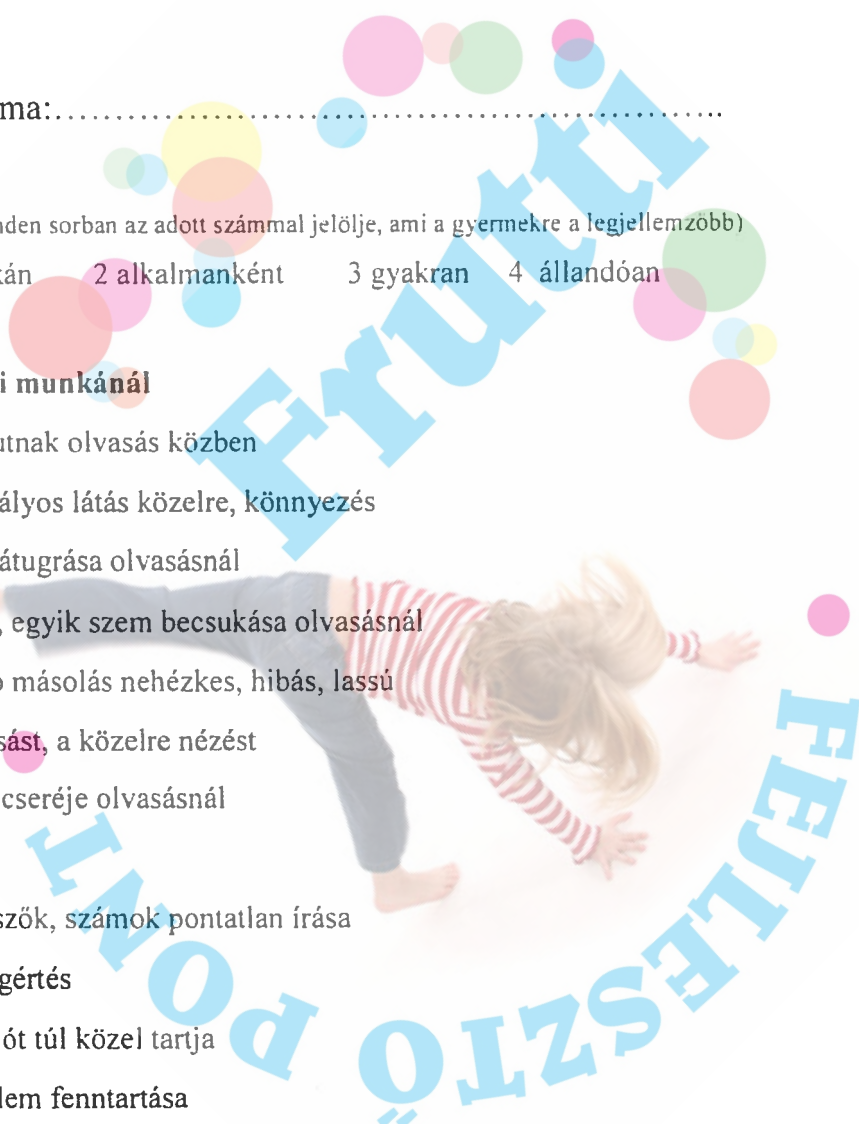 ma:……………………………………………………..
nden sorban az adott számmal jelölje, ami a gyermekre a legjellemzőbb)
kán 2 alkalmanként 3 gyakran 4 állandóan
i munkánál
utnak olvasás közben
ályos látás közelre, könnyezés
átugrása olvasásnál
, egyik szem becsukása olvasásnál
másolás nehézkes, hibás, lassú
sást, a közelre nézést
cseréje olvasásnál
szők, számok pontatlan írása
gértés
ót túl közel tartja
lem fenntartása
Frutti
FEJLESZTŐ PONT